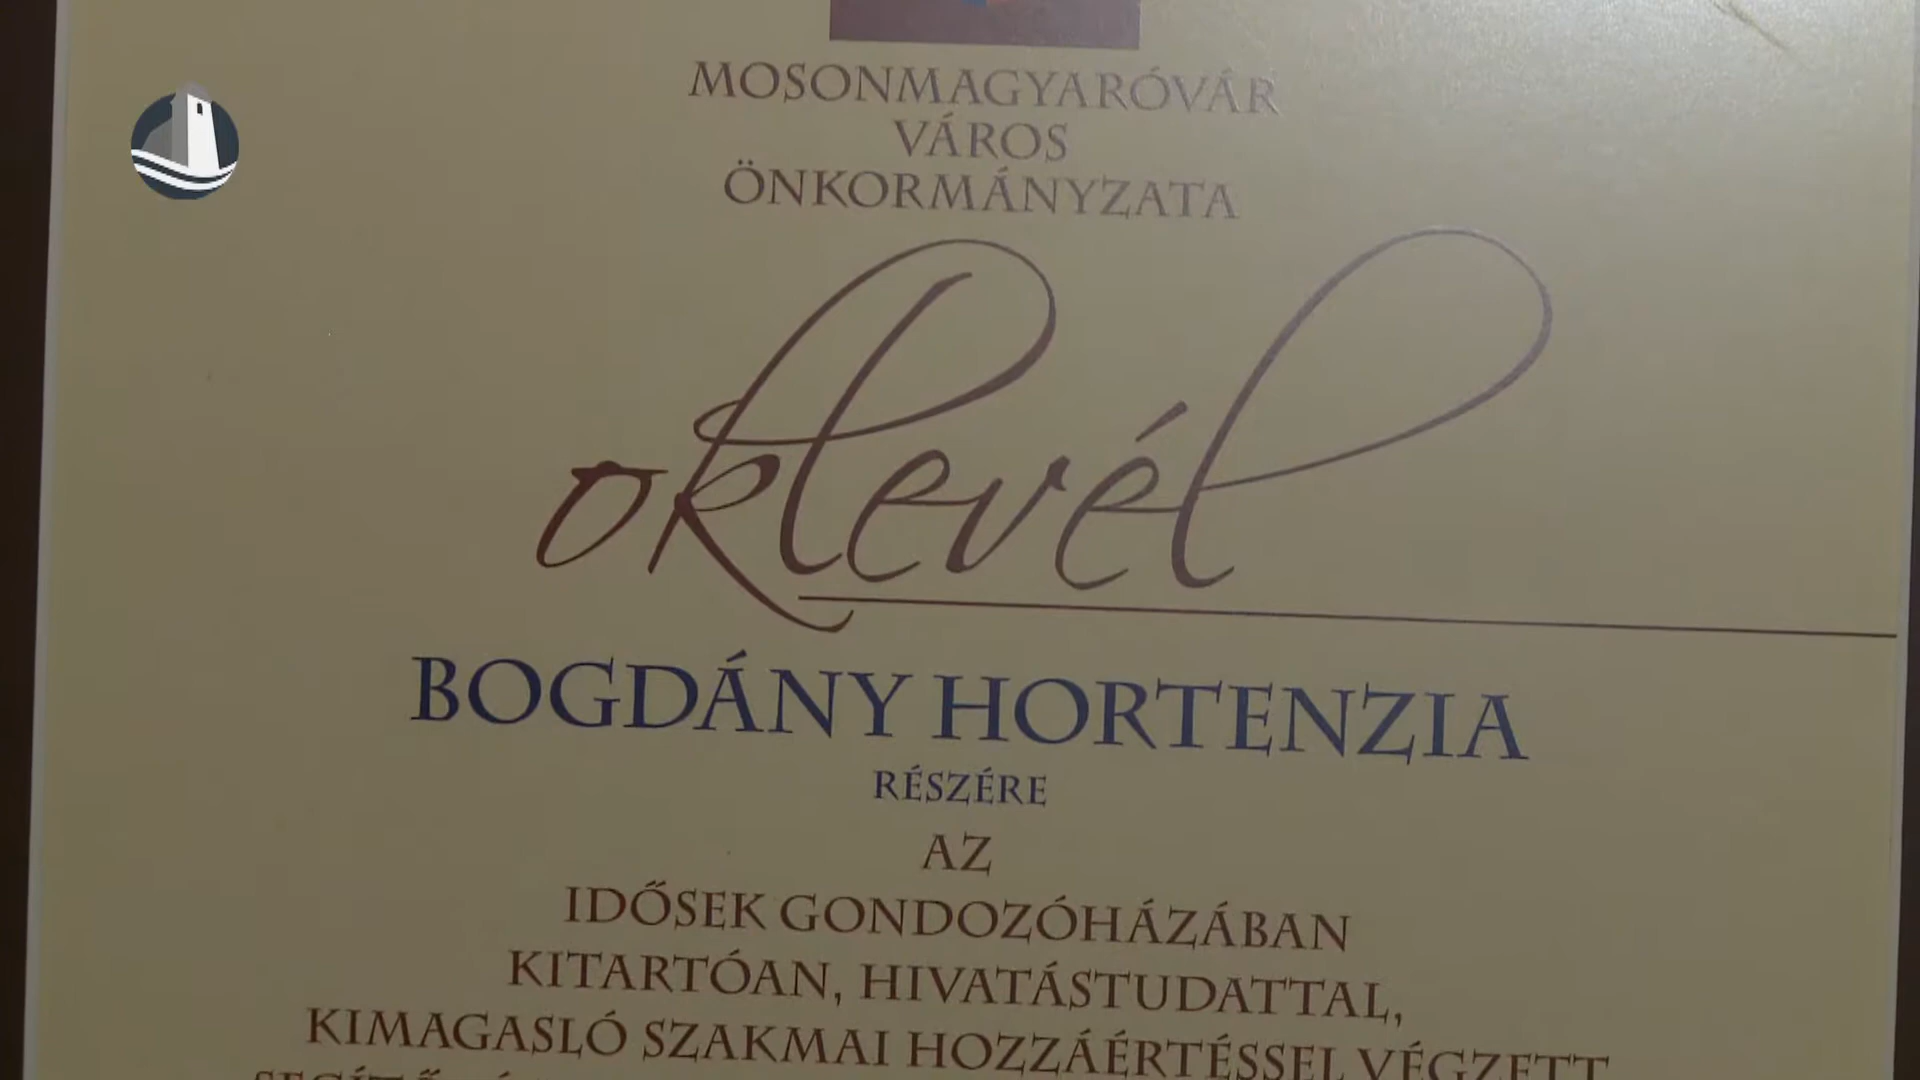 MOSONMAGYARÓVÁR
VÁROS
ÖNKORMÁNYZATA
oklevél
BOGDÁNY HORTENZIA
RÉSZÉRE
AZ
IDŐSEK GONDOZÓHÁZÁBAN
KITARTÓAN, HIVATÁSTUDATTAL,
KIMAGASLÓ SZAKMAI HOZZÁÉRTÉSSEL VÉGZETT